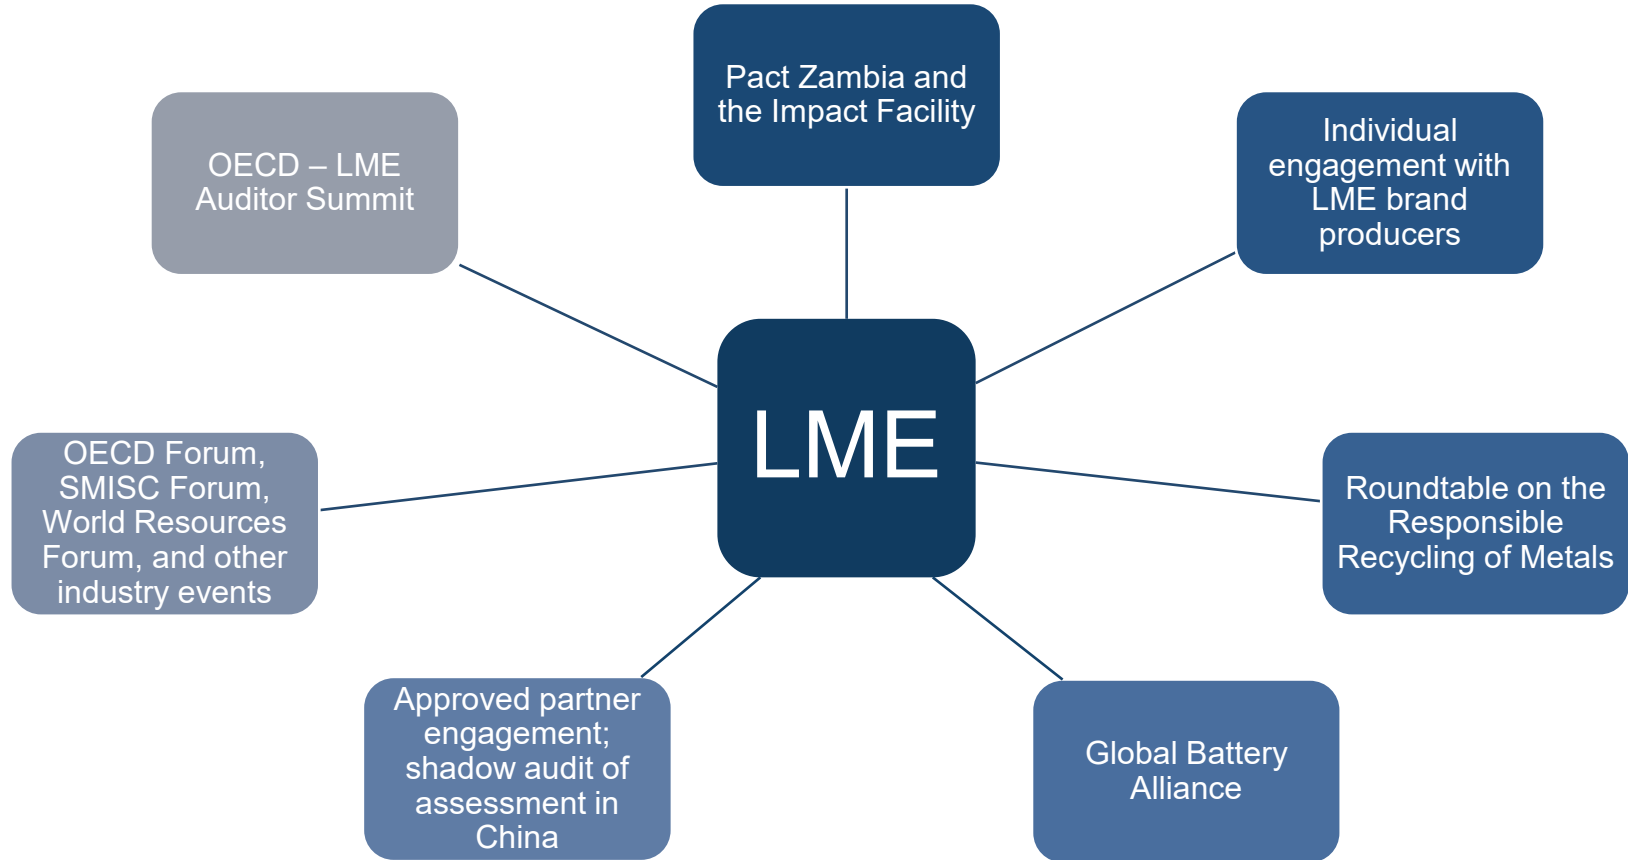 Pact Zambia and
the Impact Facility
Individual
engagement with
LME brand
producers
Roundtable on the
Responsible
Recycling of Metals
Global Battery
Alliance
Approved partner
engagement;
shadow audit of
assessment in
China
OECD Forum,
SMISC Forum,
World Resources
Forum, and other
industry events
OECD – LME
Auditor Summit
LME